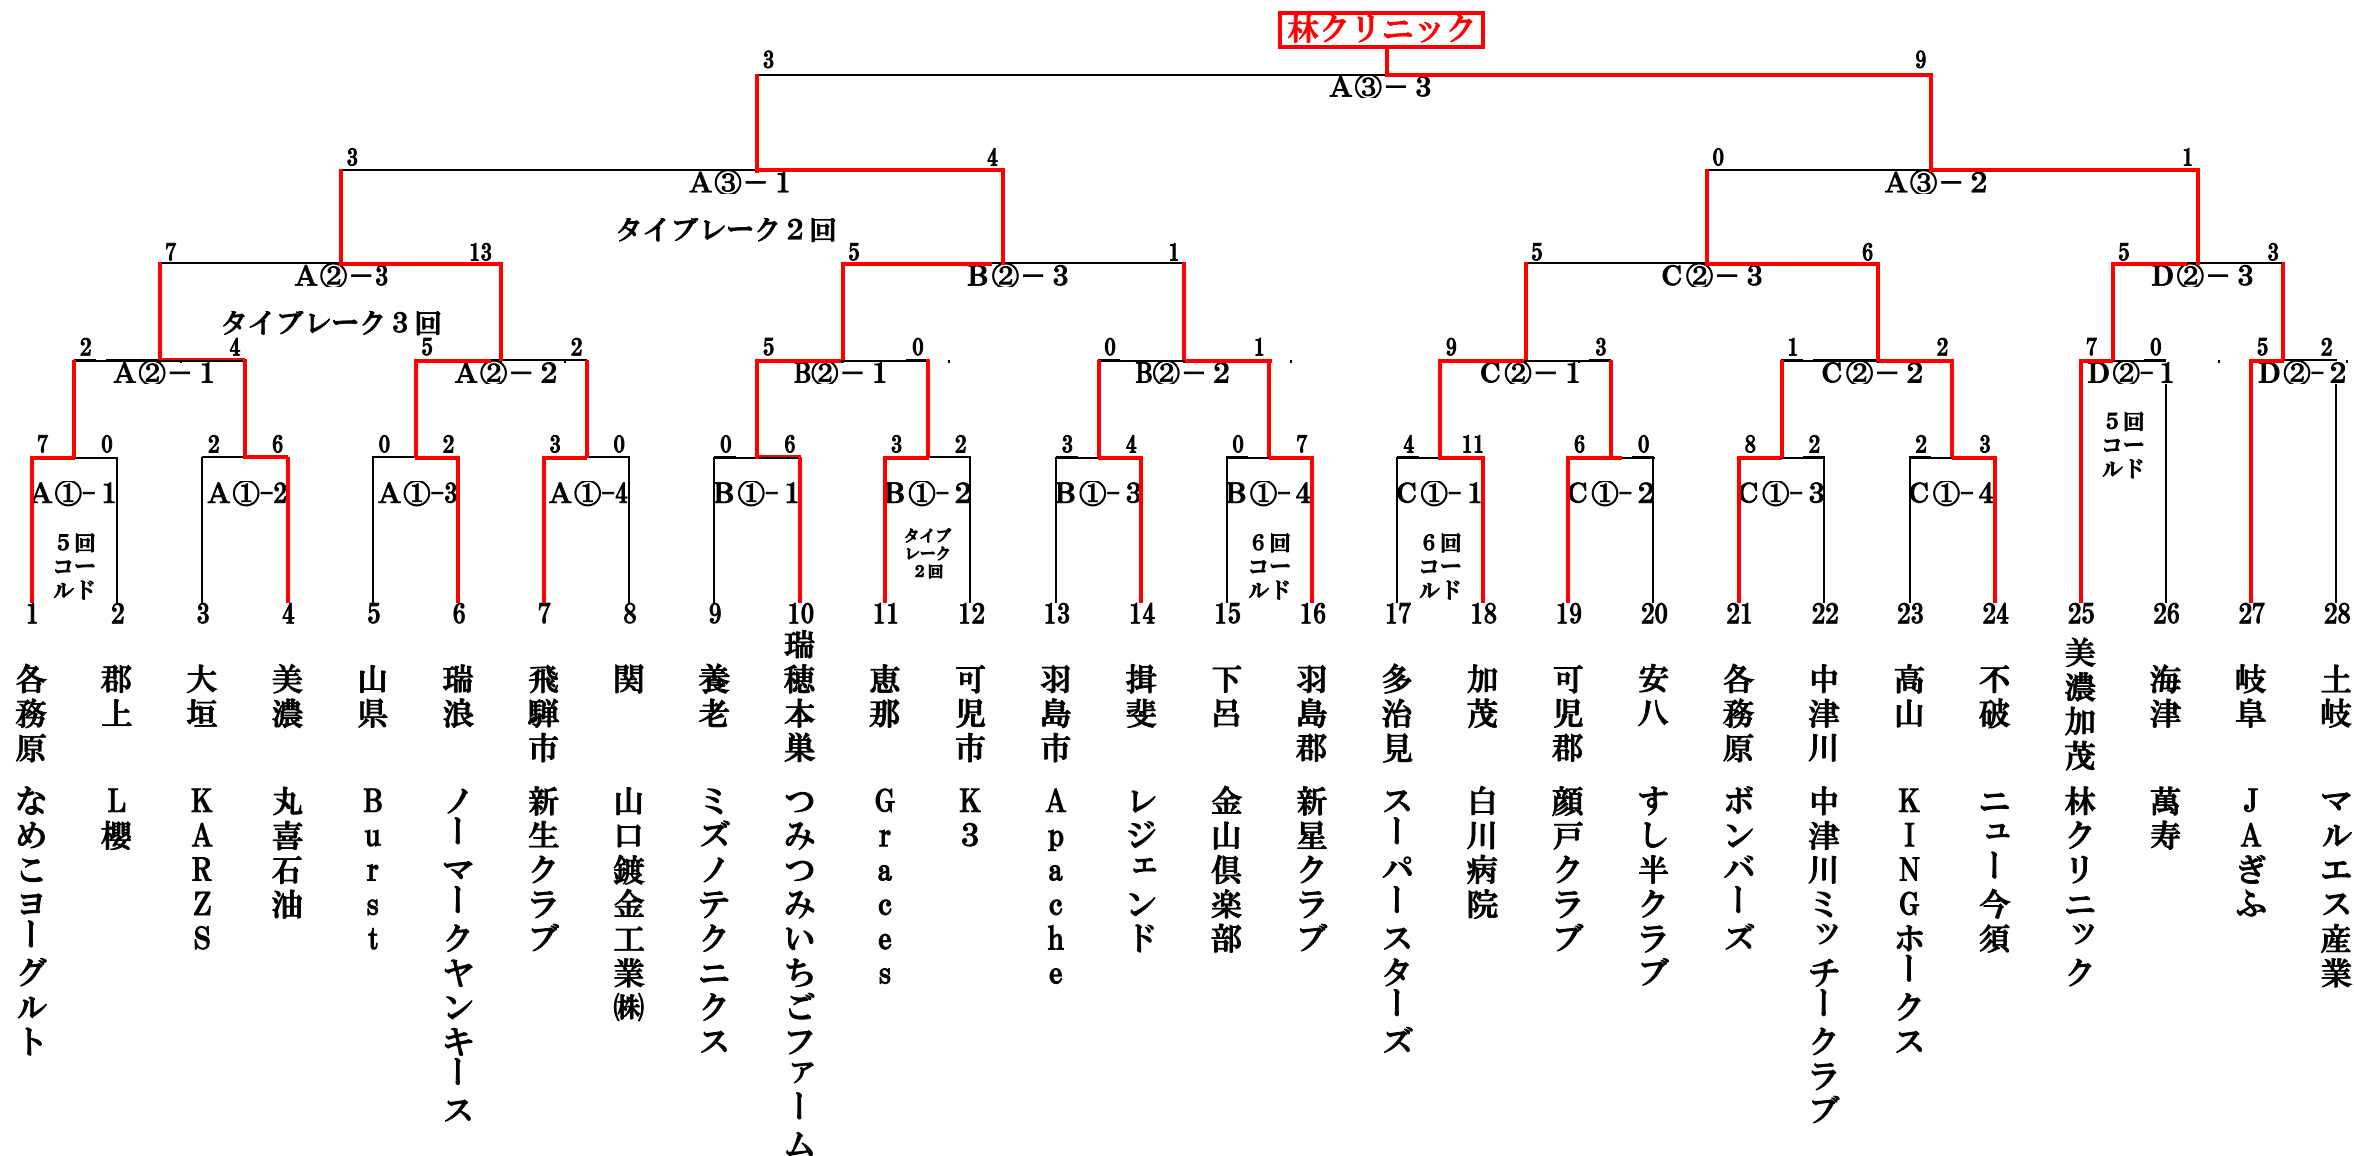 林クリニック
3 9
A③－3
3 4 0 1
A③－1 A③－2
タイブレーク2回
7 13 5 1 5 6 5 3
A②－3 B②－3 C②－3 D②－3
タイブレーク3回
2 4 5 2 5 0 0 1 9 3 1 2 7 0 5 2
A②－1 A②－2 B②－1 B②－2 C②－1 C②－2 D②-1 D②-2
7 0 2 6 0 2 3 0 0 6 3 2 3 4 0 7 4 11 6 0 8 2 2 3
A①-1 A①-2 A①-3 A①-4 B①-1 B①-2 B①-3 B①-4 C①-1 C①-2 C①-3 C①-4
5回
コー
ルド
タイブ
レーク
2回
6回
コー
ルド
6回
コー
ルド
5回
コー
ルド
1 2 3 4 5 6 7 8 9 10 11 12 13 14 15 16 17 18 19 20 21 22 23 24 25 26 27 28
各務原 なめこヨーグルト
郡上 L櫻
大垣 KARZS
美濃 丸喜石油
山県 Burst
瑞浪 ノーマークヤンキース
飛騨市 新生クラブ
関 山口鍍金工業㈱
養老 ミズノテクニクス
瑞穂本巣 つみつみいちごファーム
恵那 Graces
可児市 K3
羽島市 Apache
揖斐 レジェンド
下呂 金山倶楽部
羽島郡 新星クラブ
多治見 スーパースターズ
加茂 白川病院
可児郡 顔戸クラブ
安八 すし半クラブ
各務原 ボンバーズ
中津川 中津川ミッチークラブ
高山 KINGホークス
不破 ニュー今須
美濃加茂 林クリニック
海津 萬寿
岐阜 JAぎふ
土岐 マルエス産業